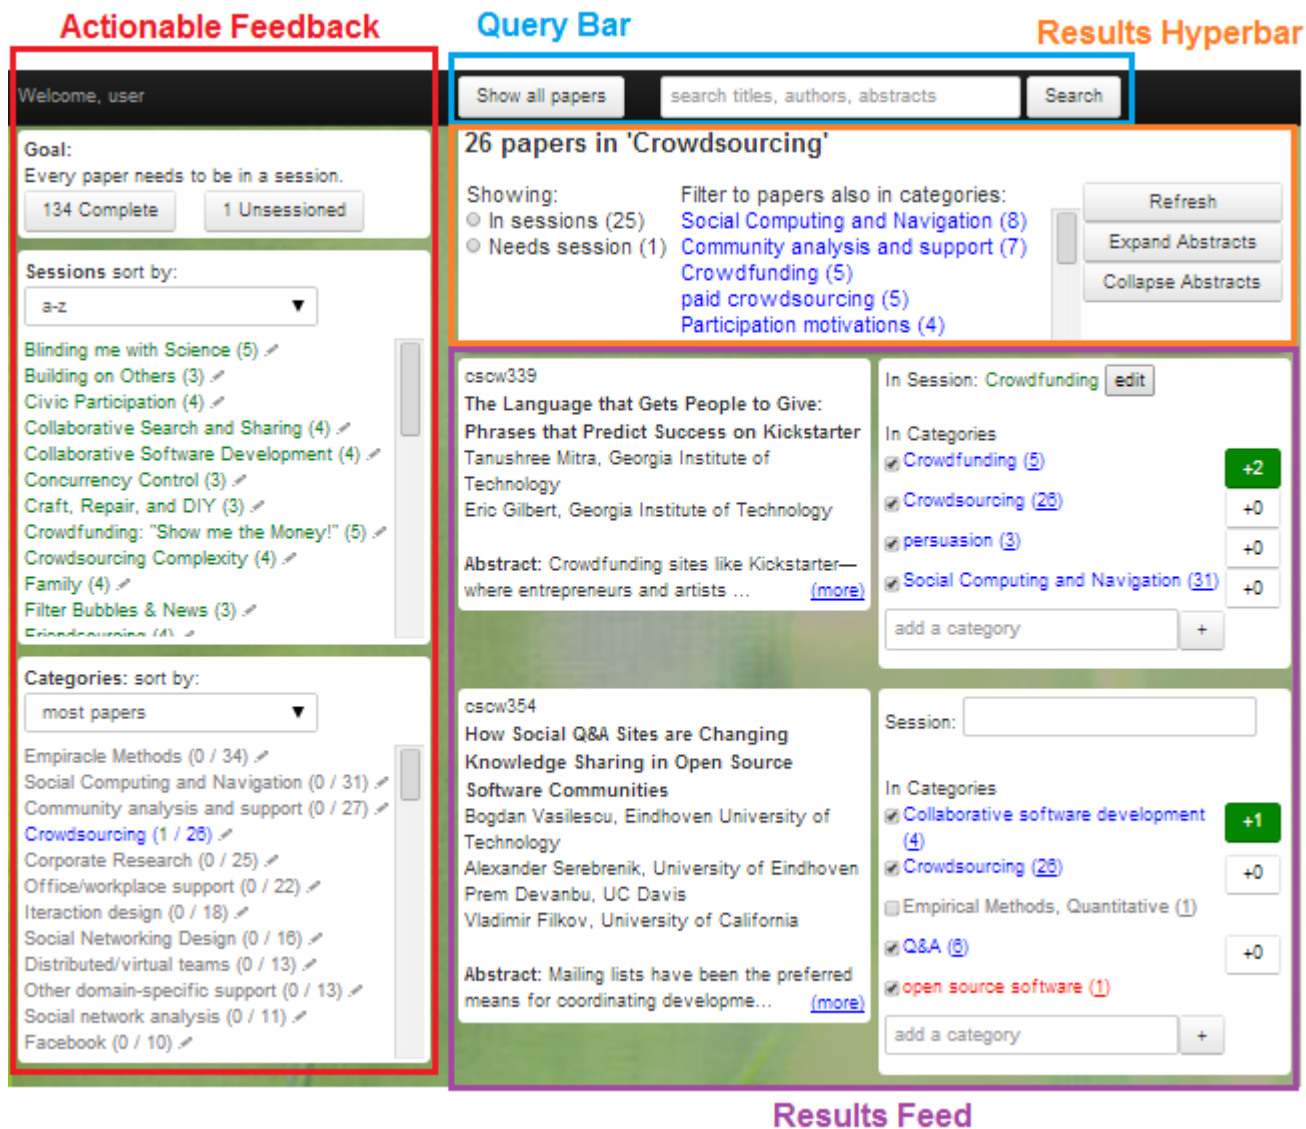 Actionable Feedback
Query Bar
Results Hyperbar
Welcome, user
Show all papers
search titles, authors, abstracts
Search
Goal:
Every paper needs to be in a session.
134 Complete
1 Unsessioned
Sessions sort by:
a-z
Blinding me with Science (5)
Building on Others (3)
Civic Participation (4)
Collaborative Search and Sharing (4)
Collaborative Software Development (4)
Concurrency Control (3)
Craft, Repair, and DIY (3)
Crowdfunding: "Show me the Money!" (5)
Crowdsourcing Complexity (4)
Family (4)
Filter Bubbles & News (3)
Friendsourcing (4)
Categories: sort by:
most papers
Empiracle Methods (0 / 34)
Social Computing and Navigation (0 / 31)
Community analysis and support (0 / 27)
Crowdsourcing (1 / 26)
Corporate Research (0 / 25)
Office/workplace support (0 / 22)
Iteraction design (0 / 18)
Social Networking Design (0 / 16)
Distributed/virtual teams (0 / 13)
Other domain-specific support (0 / 13)
Social network analysis (0 / 11)
Facebook (0 / 10)
26 papers in 'Crowdsourcing'
Showing:
In sessions (25)
Needs session (1)
Filter to papers also in categories:
Social Computing and Navigation (8)
Community analysis and support (7)
Crowdfunding (5)
paid crowdsourcing (5)
Participation motivations (4)
Refresh
Expand Abstracts
Collapse Abstracts
cscw339
The Language that Gets People to Give:
Phrases that Predict Success on Kickstarter
Tanushree Mitra, Georgia Institute of
Technology
Eric Gilbert, Georgia Institute of Technology
Abstract: Crowdfunding sites like Kickstarter—
where entrepreneurs and artists ... (more)
In Session: Crowdfunding edit
In Categories
Crowdfunding (5) +2
Crowdsourcing (26) +0
persuasion (3) +0
Social Computing and Navigation (31) +0
add a category +
cscw354
How Social Q&A Sites are Changing
Knowledge Sharing in Open Source
Software Communities
Bogdan Vasilescu, Eindhoven University of
Technology
Alexander Serebrenik, University of Eindhoven
Prem Devanbu, UC Davis
Vladimir Filkov, University of California
Abstract: Mailing lists have been the preferred
means for coordinating developme... (more)
Session:
In Categories
Collaborative software development +1
(4)
Crowdsourcing (26) +0
Empirical Methods, Quantitative (1)
Q&A (6) +0
open source software (1)
add a category +
Results Feed